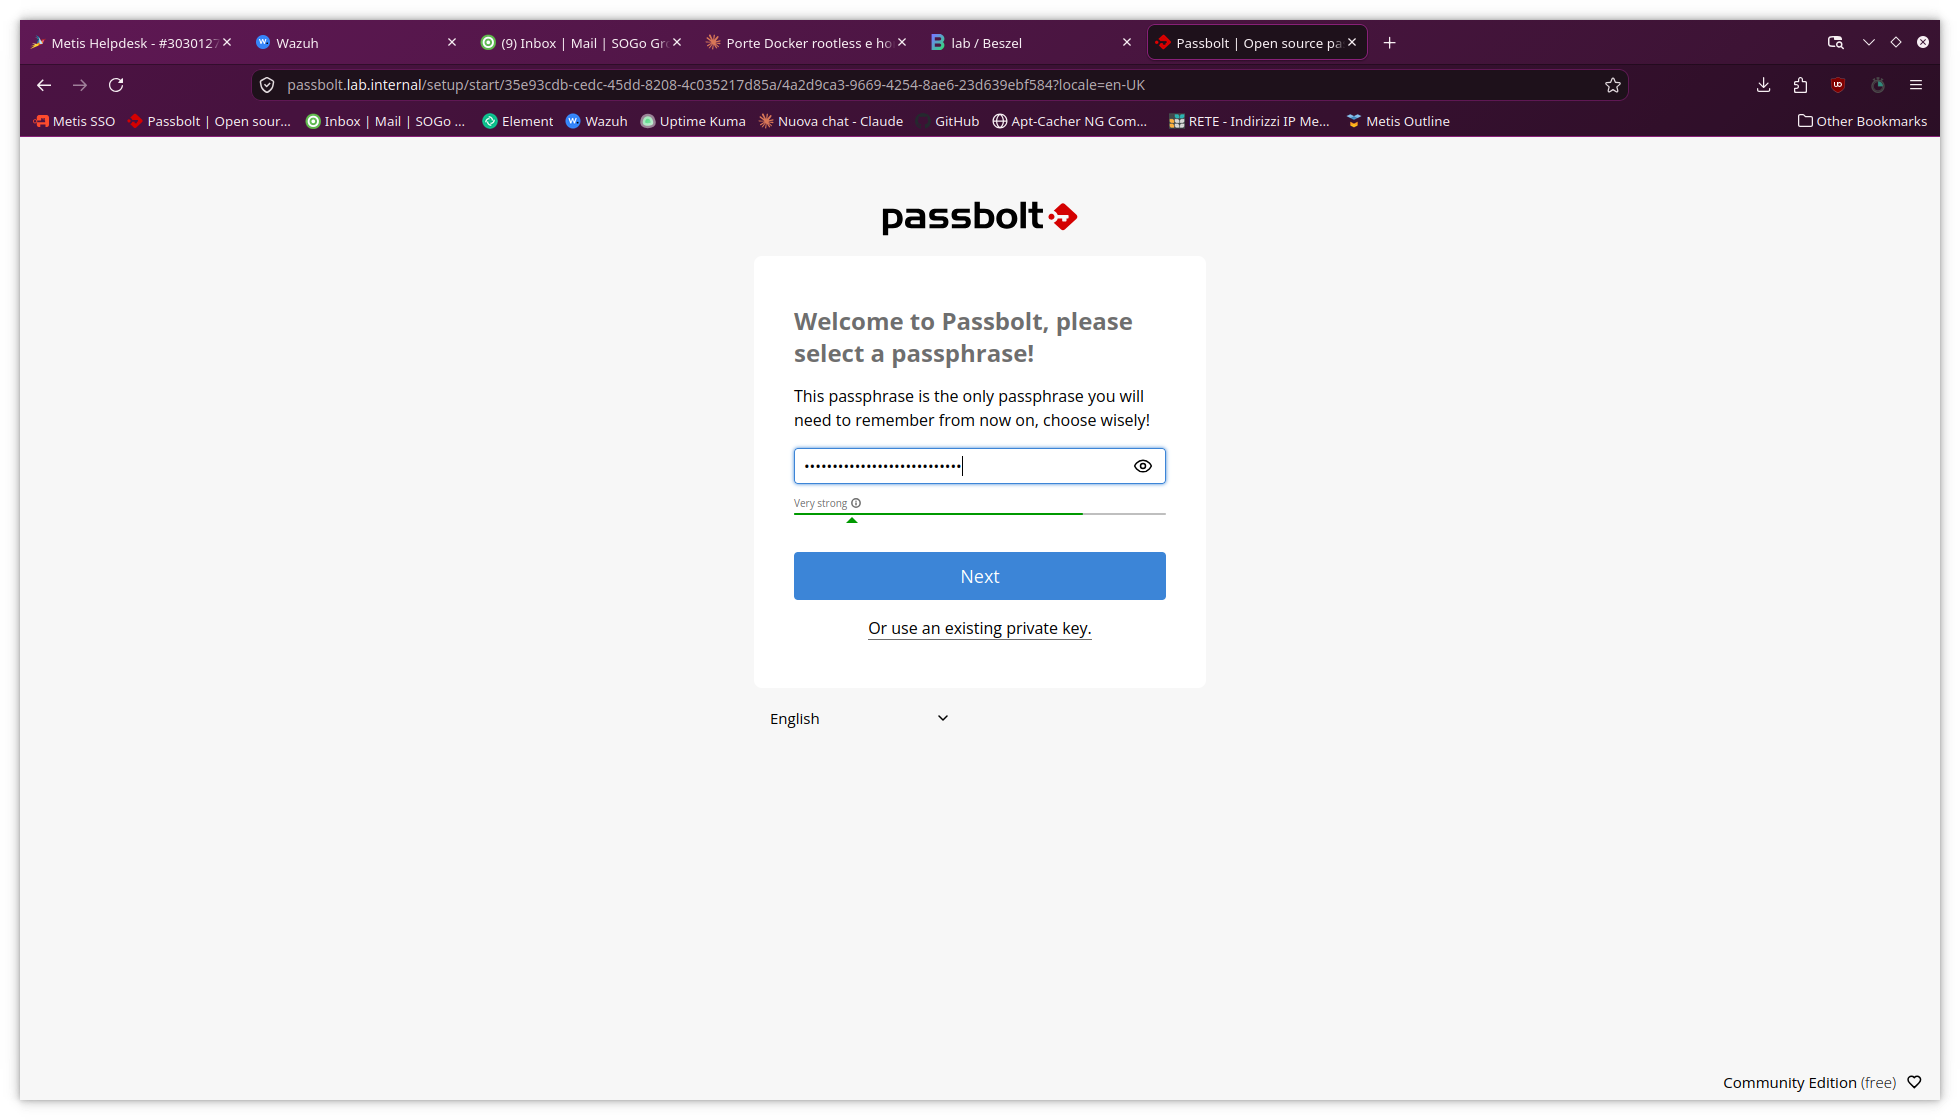 Metis Helpdesk - #3030127
Wazuh
(9) Inbox | Mail | SOGo Gr
Porte Docker rootless e ho
lab / Beszel
Passbolt | Open source pa
passbolt.lab.internal/setup/start/35e93cdb-cedc-45dd-8208-4c035217d85a/4a2d9ca3-9669-4254-8ae6-23d639ebf584?locale=en-UK
Metis SSO
Passbolt | Open sour...
Inbox | Mail | SOGo ...
Element
Wazuh
Uptime Kuma
Nuova chat - Claude
GitHub
Apt-Cacher NG Com...
RETE - Indirizzi IP Me...
Metis Outline
Other Bookmarks
passbolt
Welcome to Passbolt, please
select a passphrase!
This passphrase is the only passphrase you will
need to remember from now on, choose wisely!
Very strong
Next
Or use an existing private key.
English
Community Edition (free)